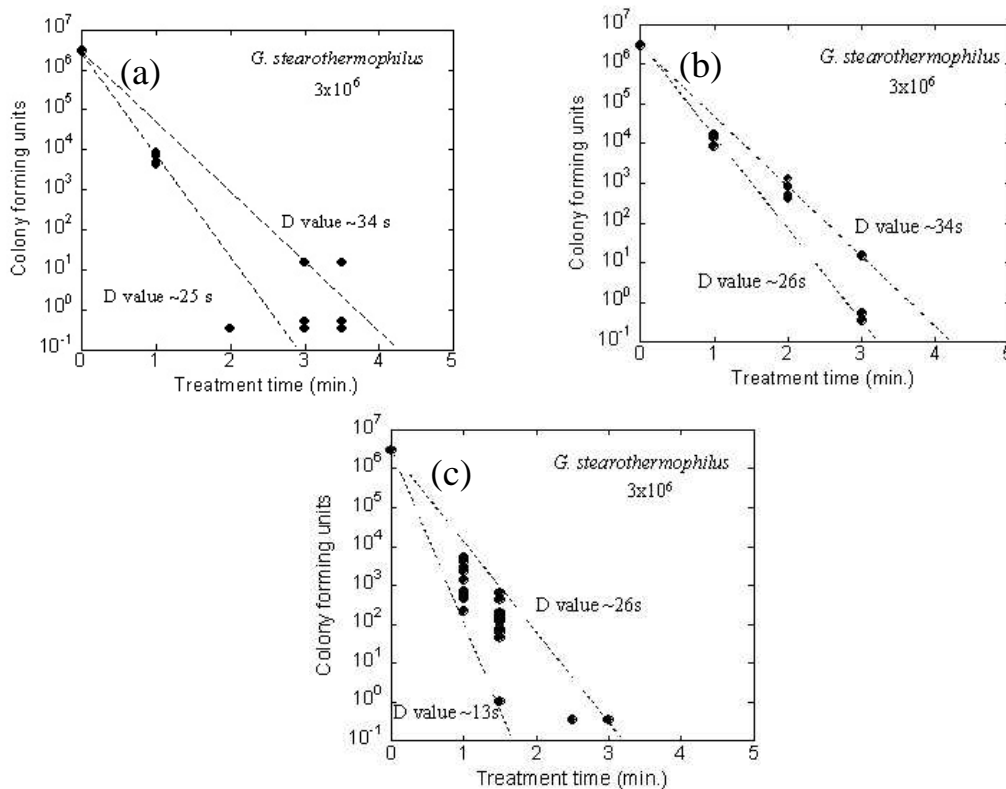 10^7
10^6
10^5
10^4
10^3
10^2
10^1
10^0
10^-1
Colony forming units
(a)
G. stearothermophilus
3x10^6
D value ~34 s
D value ~25 s
0 1 2 3 4 5
Treatment time (min.)
10^7
10^6
10^5
10^4
10^3
10^2
10^1
10^0
10^-1
Colony forming units
(b)
G. stearothermophilus
3x10^6
D value ~34s
D value ~26s
0 1 2 3 4 5
Treatment time (min.)
10^7
10^6
10^5
10^4
10^3
10^2
10^1
10^0
10^-1
Colony forming units
(c)
G. stearothermophilus
3x10^6
D value ~26s
D value ~13s
0 1 2 3 4 5
Treatment time (min.)